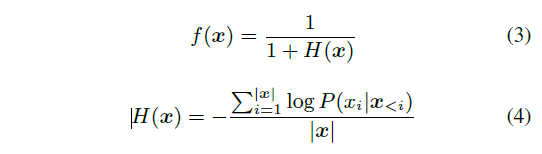 f(x) = 1 / (1 + H(x)) (3)
|H(x) = − ∑_{i=1}^{|x|} log P(x_i|x_{<i}) / |x| (4)